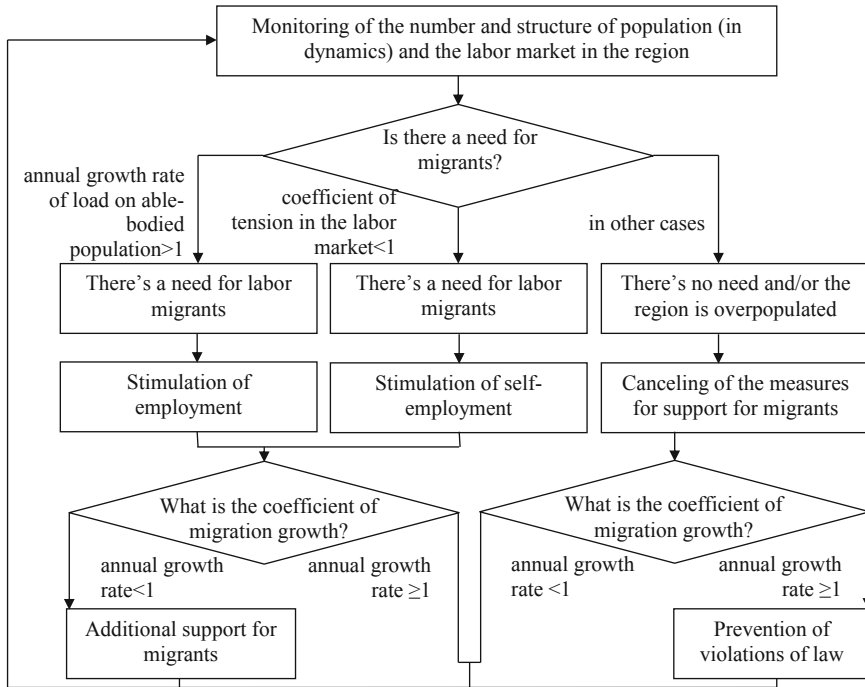 Monitoring of the number and structure of population (in
dynamics) and the labor market in the region
Is there a need for
migrants?
annual growth rate
of load on able-
bodied
population>1
coefficient of
tension in the labor
market<1
in other cases
There's a need for labor
migrants
There's a need for labor
migrants
There's no need and/or the
region is overpopulated
Stimulation of
employment
Stimulation of self-
employment
Canceling of the measures
for support for migrants
What is the coefficient of
migration growth?
What is the coefficient of
migration growth?
annual growth
rate<1
annual growth
rate ≥1
annual growth
rate <1
annual growth
rate ≥1
Additional support for
migrants
Prevention of
violations of law